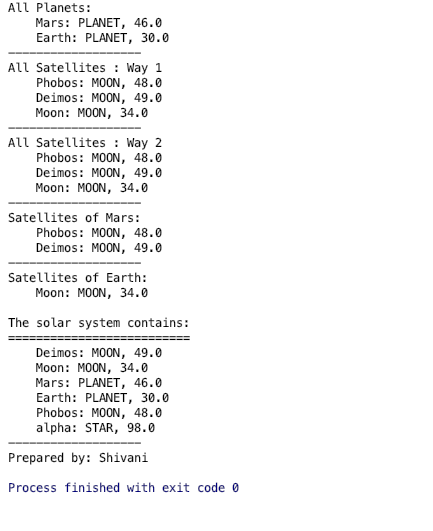 All Planets:
    Mars: PLANET, 46.0
    Earth: PLANET, 30.0
___________________
All Satellites : Way 1
    Phobos: MOON, 48.0
    Deimos: MOON, 49.0
    Moon: MOON, 34.0
___________________
All Satellites : Way 2
    Phobos: MOON, 48.0
    Deimos: MOON, 49.0
    Moon: MOON, 34.0
___________________
Satellites of Mars:
    Phobos: MOON, 48.0
    Deimos: MOON, 49.0
___________________
Satellites of Earth:
    Moon: MOON, 34.0

The solar system contains:
==========================
    Deimos: MOON, 49.0
    Moon: MOON, 34.0
    Mars: PLANET, 46.0
    Earth: PLANET, 30.0
    Phobos: MOON, 48.0
    alpha: STAR, 98.0
___________________
Prepared by: Shivani

Process finished with exit code 0